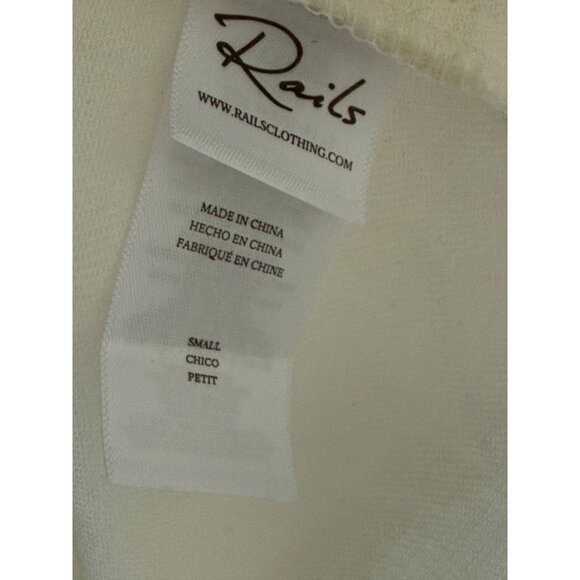 Rails
WWW.RAILSCLOTHING.COM
MADE IN CHINA
HECHO EN CHINA
FABRIQUÉ EN CHINE
SMALL
CHICO
PETIT